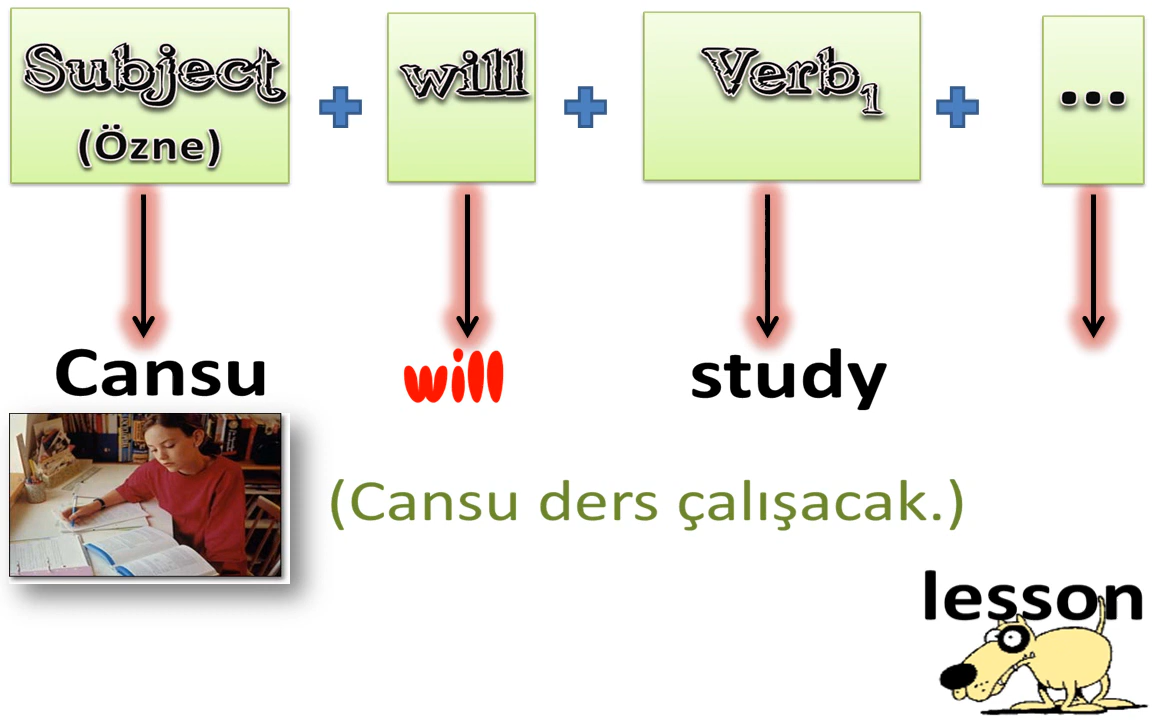 Subject + will + Verb1 + ...
(Özne)
Cansu will study
(Cansu ders çalışacak.)
lesson